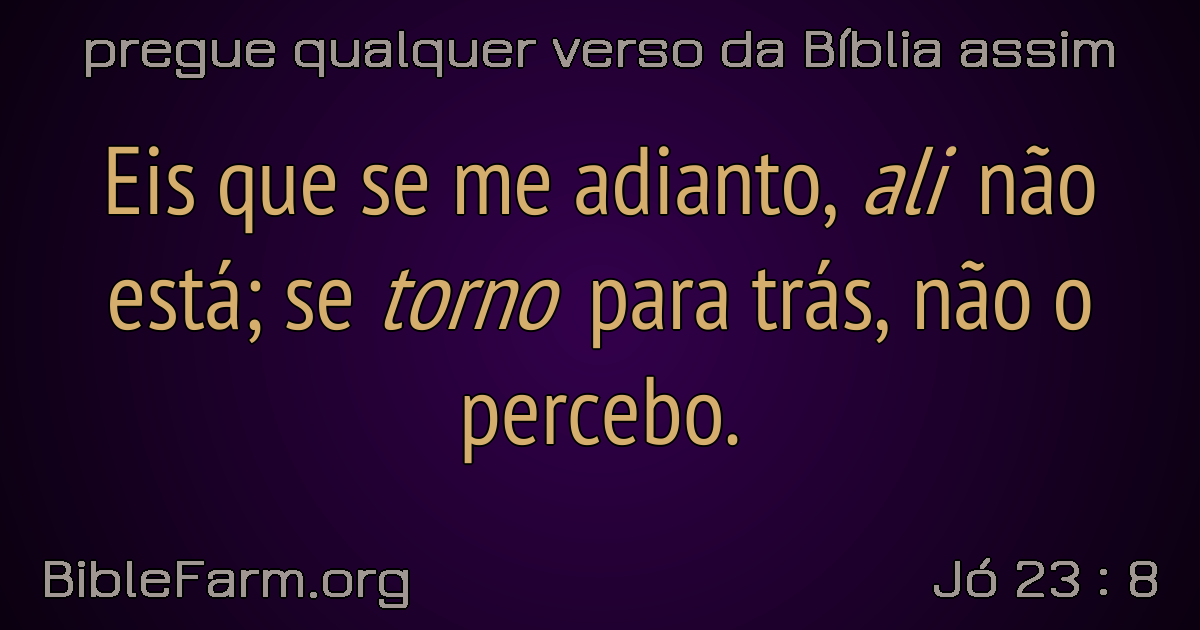 pregue qualquer verso da Bíblia assim
Eis que se me adianto, ali não
está; se torno para trás, não o
percebo.
BibleFarm.org
Jó 23 : 8